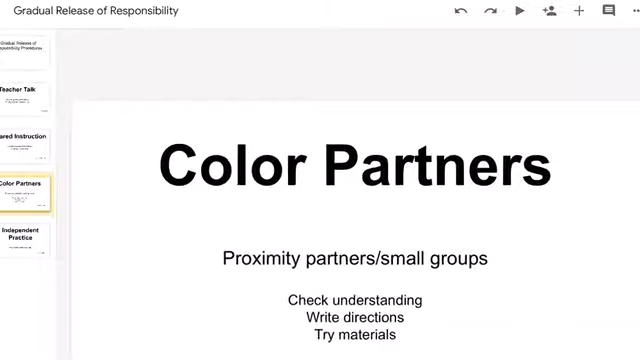 Gradual Release of Responsibility
Gradual Release of
Responsibility Procedures
Teacher Talk
ared Instruction
Color Partners
Independent
Practice
Color Partners
Proximity partners/small groups
Check understanding
Write directions
Try materials